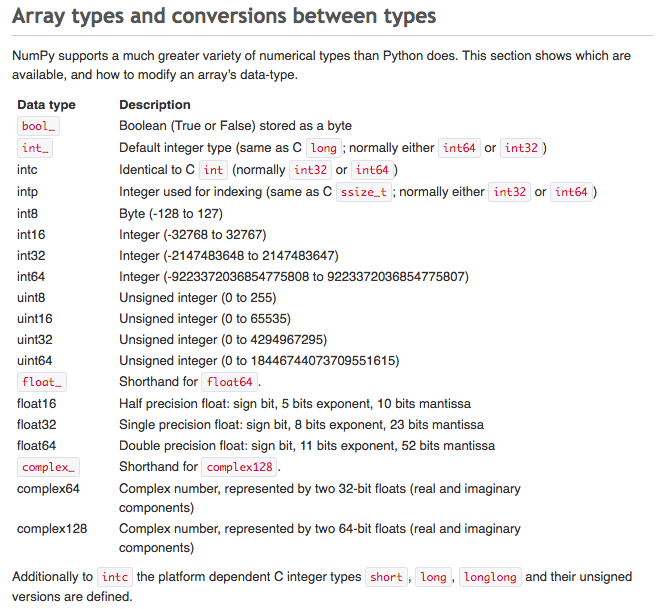 Array types and conversions between types
NumPy supports a much greater variety of numerical types than Python does. This section shows which are
available, and how to modify an array's data-type.
Data type Description
bool_ Boolean (True or False) stored as a byte
int_ Default integer type (same as C long; normally either int64 or int32)
intc Identical to C int (normally int32 or int64)
intp Integer used for indexing (same as C ssize_t; normally either int32 or int64)
int8 Byte (-128 to 127)
int16 Integer (-32768 to 32767)
int32 Integer (-2147483648 to 2147483647)
int64 Integer (-9223372036854775808 to 9223372036854775807)
uint8 Unsigned integer (0 to 255)
uint16 Unsigned integer (0 to 65535)
uint32 Unsigned integer (0 to 4294967295)
uint64 Unsigned integer (0 to 18446744073709551615)
float_ Shorthand for float64.
float16 Half precision float: sign bit, 5 bits exponent, 10 bits mantissa
float32 Single precision float: sign bit, 8 bits exponent, 23 bits mantissa
float64 Double precision float: sign bit, 11 bits exponent, 52 bits mantissa
complex_ Shorthand for complex128.
complex64 Complex number, represented by two 32-bit floats (real and imaginary
components)
complex128 Complex number, represented by two 64-bit floats (real and imaginary
components)
Additionally to intc the platform dependent C integer types short, long, longlong and their unsigned
versions are defined.